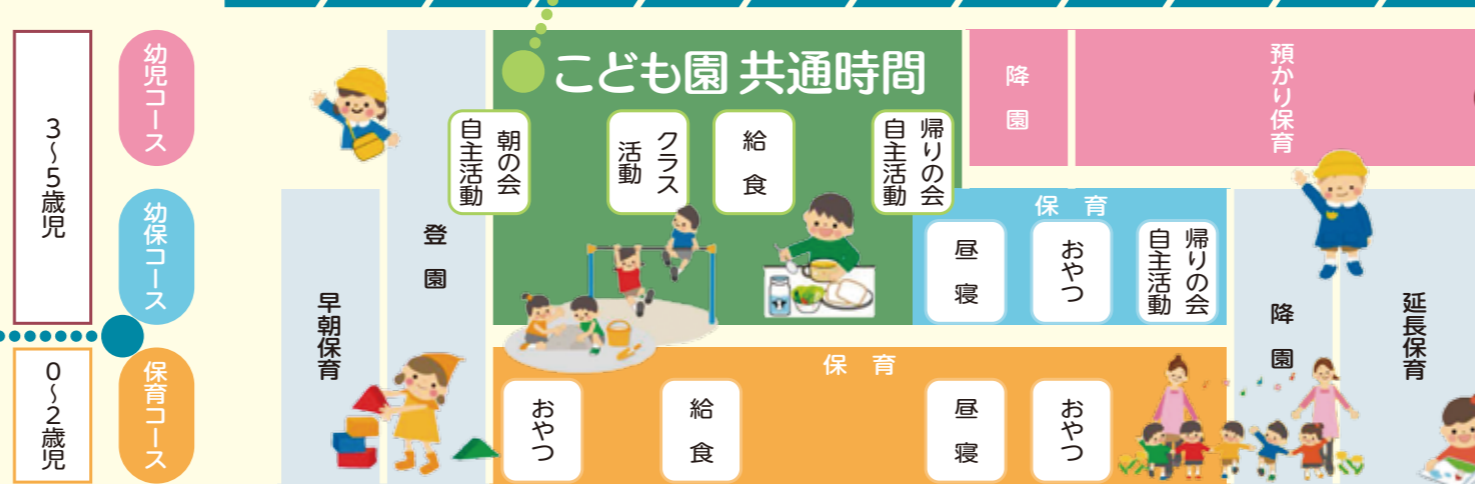 3～5歳児
幼児コース
幼保コース
0～2歳児
保育コース
早朝保育
登園
こども園 共通時間
朝の会
自主活動
クラス
活動
給食
帰りの会
自主活動
降園
預かり保育
保育
昼寝
おやつ
帰りの会
自主活動
保育
おやつ
給食
昼寝
おやつ
降園
延長保育